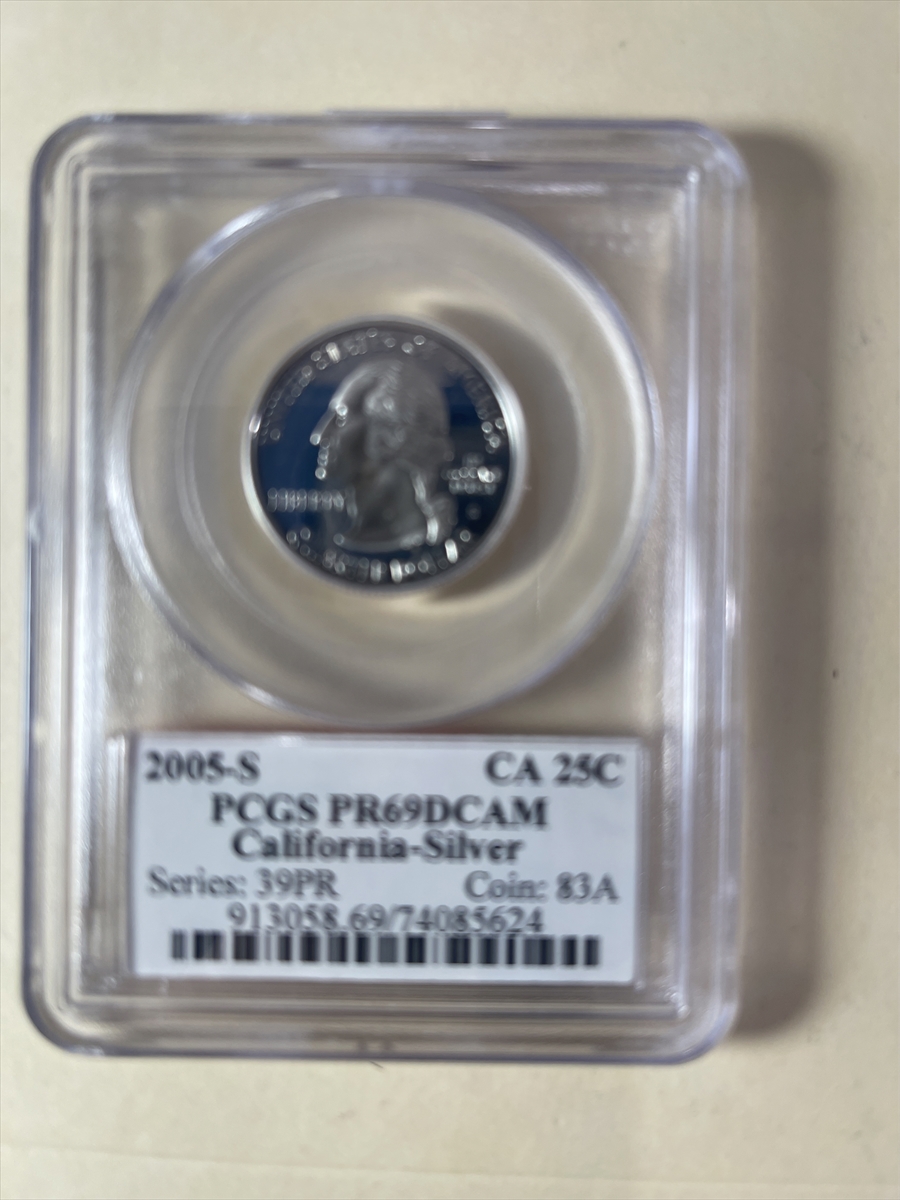 2005-S CA 25C
PCGS PR69DCAM
California-Silver
Series: 39PR Coin: 83A
913058.69/74085624